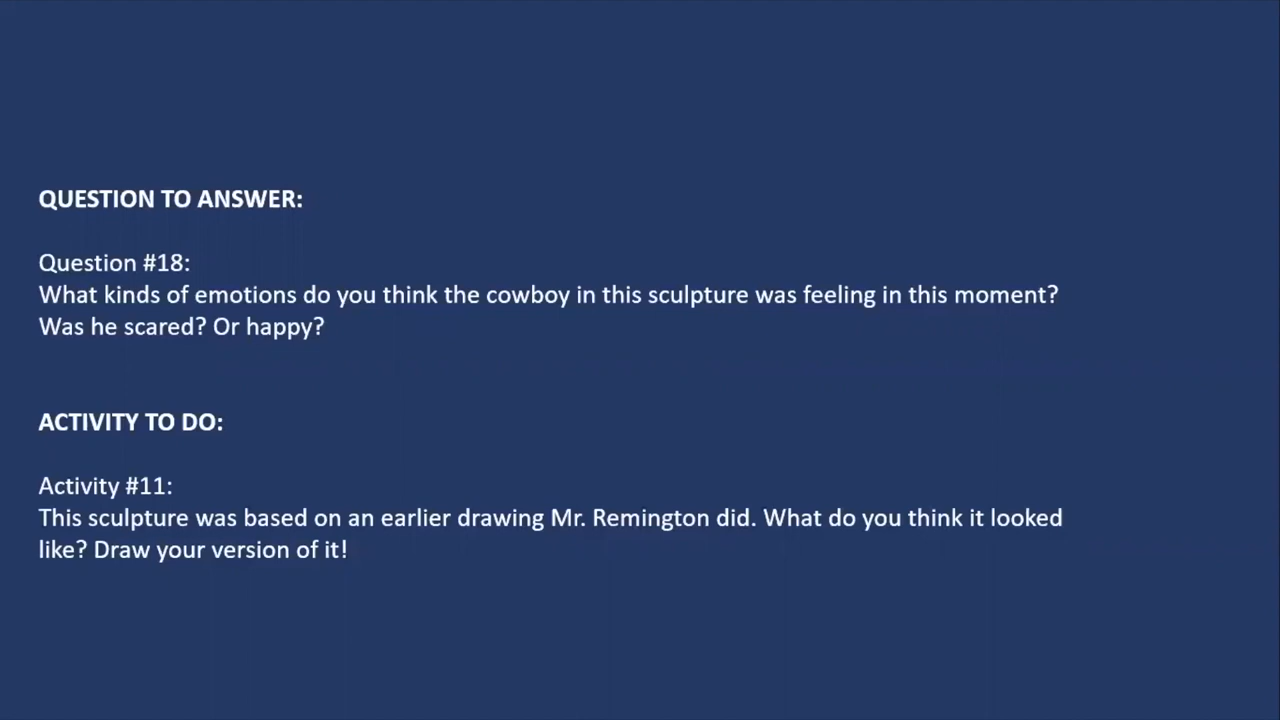 QUESTION TO ANSWER:
Question #18:
What kinds of emotions do you think the cowboy in this sculpture was feeling in this moment?
Was he scared? Or happy?
ACTIVITY TO DO:
Activity #11:
This sculpture was based on an earlier drawing Mr. Remington did. What do you think it looked
like? Draw your version of it!